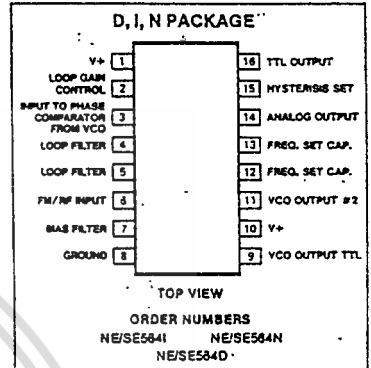 D, I, N PACKAGE
V+ 1
LOOP GAIN
CONTROL 2
INPUT TO PHASE
COMPARATOR 3
FROM VCO
LOOP FILTER 4
LOOP FILTER 5
FM/RF INPUT 6
BIAS FILTER 7
GROUND 8
16 TTL OUTPUT
15 HYSTERISIS SET
14 ANALOG OUTPUT
13 FREQ. SET CAP.
12 FREQ. SET CAP.
11 VCO OUTPUT #2
10 V+
9 VCO OUTPUT TTL
TOP VIEW
ORDER NUMBERS
NE/SE564I NE/SE564N
NE/SE564D